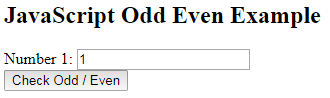 JavaScript Odd Even Example
Number 1: 1
Check Odd / Even